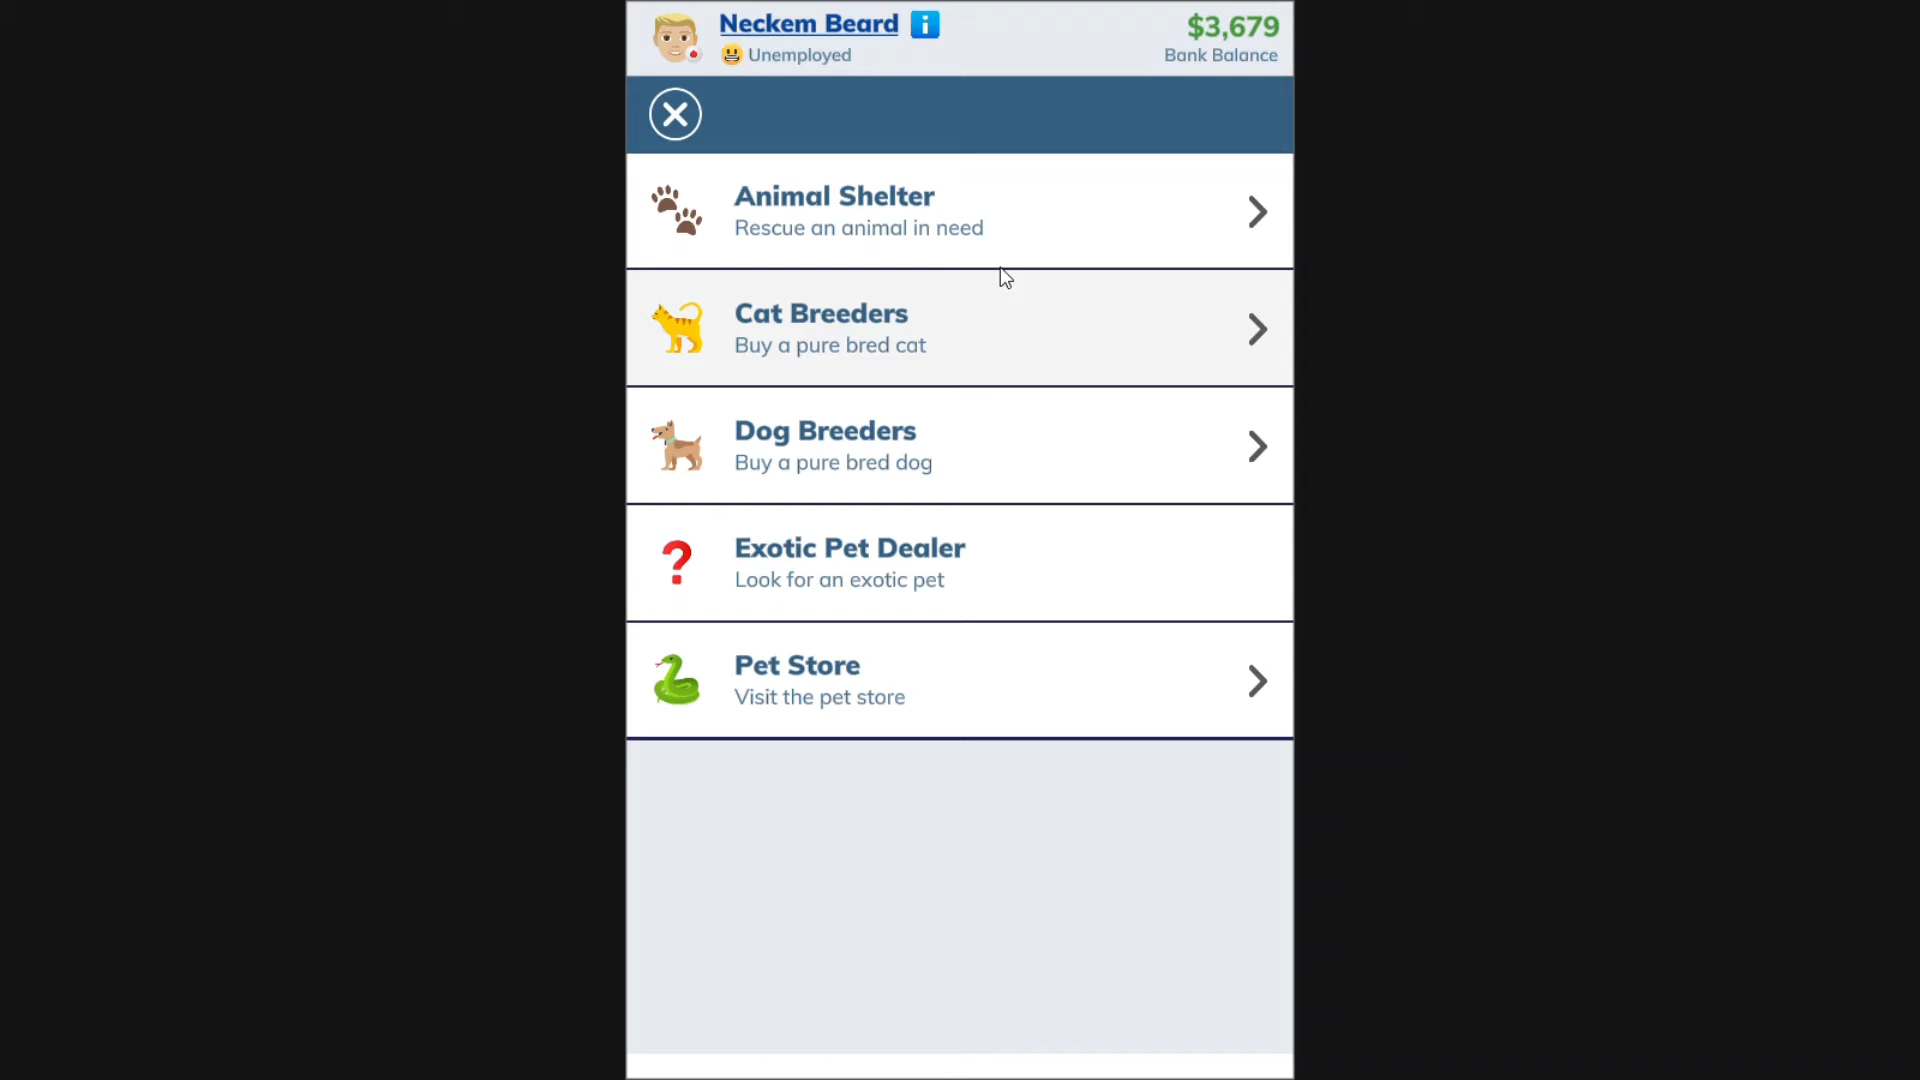 Neckem Beard
Unemployed
$3,679
Bank Balance
Animal Shelter
Rescue an animal in need
Cat Breeders
Buy a pure bred cat
Dog Breeders
Buy a pure bred dog
Exotic Pet Dealer
Look for an exotic pet
Pet Store
Visit the pet store